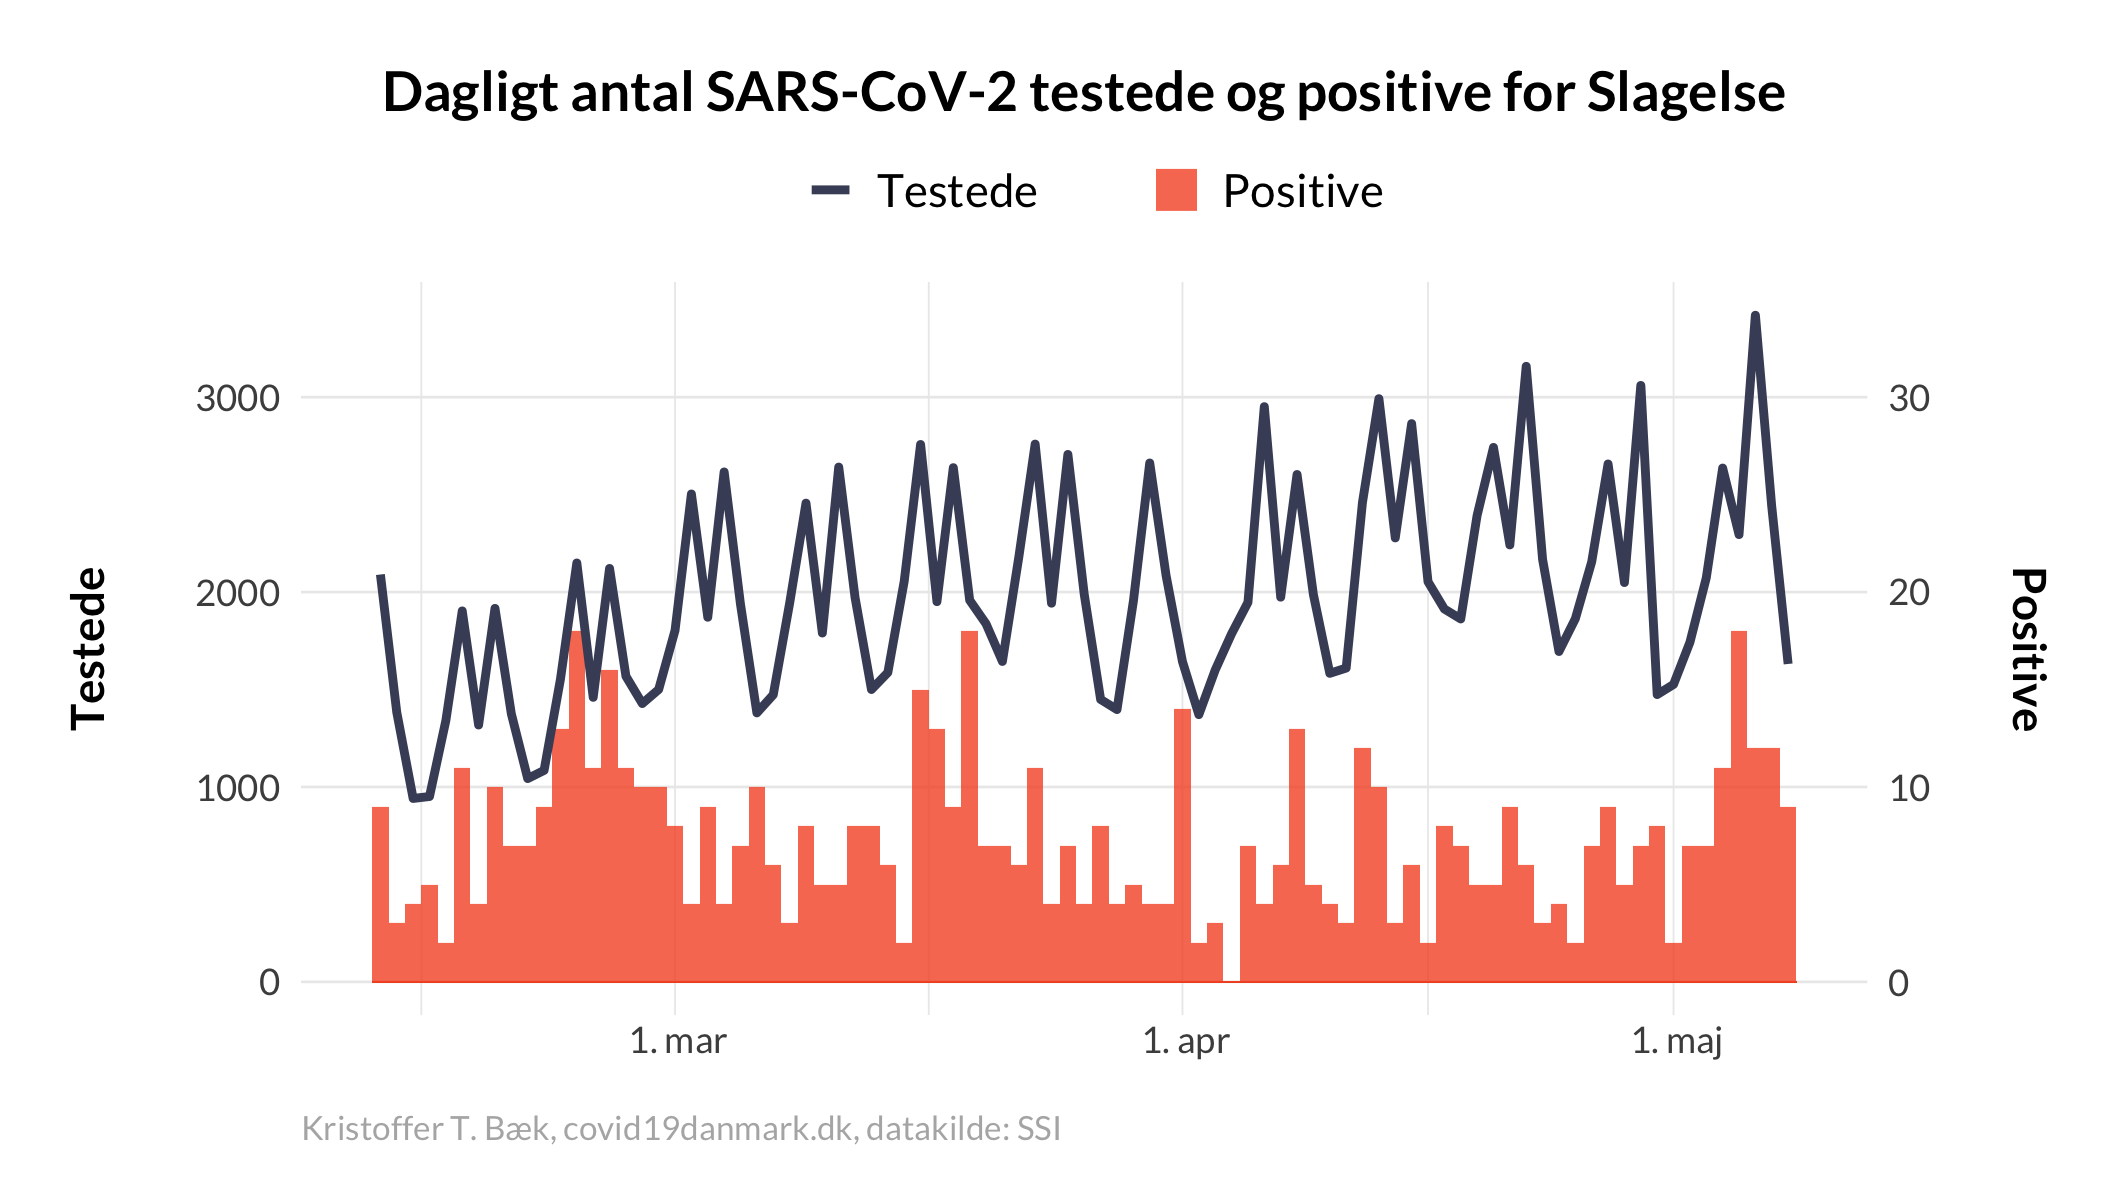 Dagligt antal SARS-CoV-2 testede og positive for Slagelse
Testede
Positive
3000
2000
1000
0
30
20
10
0
Testede
Positive
1. mar
1. apr
1. maj
Kristoffer T. Bæk, covid19danmark.dk, datakilde: SSI